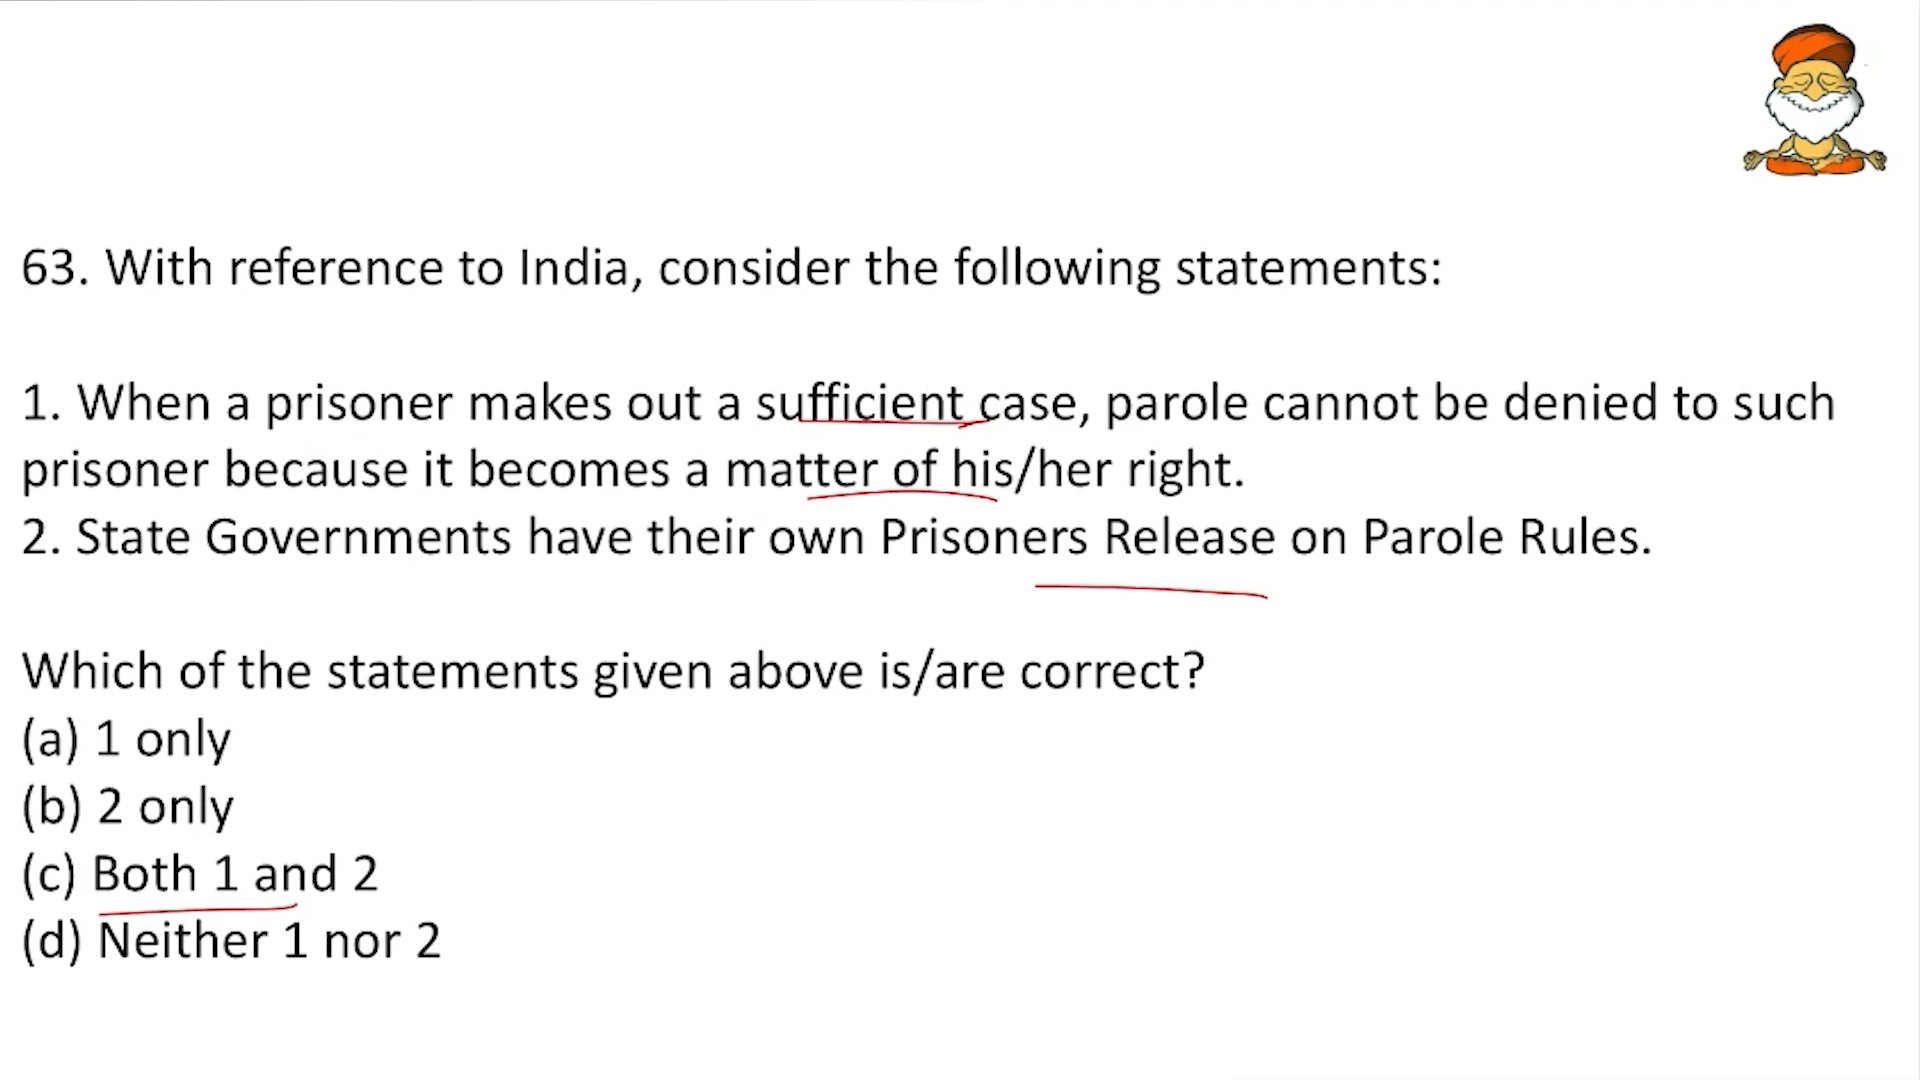 63. With reference to India, consider the following statements:
1. When a prisoner makes out a sufficient case, parole cannot be denied to such
prisoner because it becomes a matter of his/her right.
2. State Governments have their own Prisoners Release on Parole Rules.
Which of the statements given above is/are correct?
(a) 1 only
(b) 2 only
(c) Both 1 and 2
(d) Neither 1 nor 2